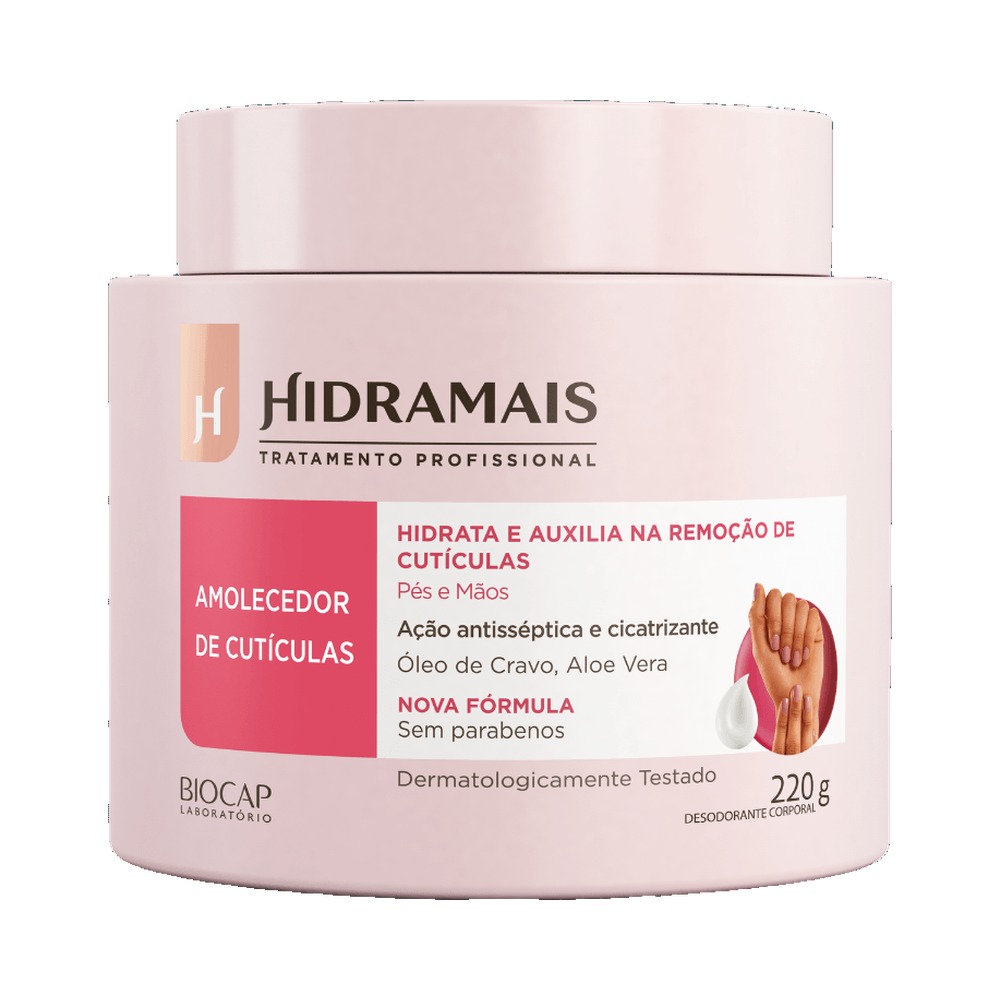 H
HIDRAMAIS
TRATAMENTO PROFISSIONAL
AMOLECEDOR
DE CUTÍCULAS
HIDRATA E AUXILIA NA REMOÇÃO DE
CUTÍCULAS
Pés e Mãos
Ação antisséptica e cicatrizante
Óleo de Cravo, Aloe Vera
NOVA FÓRMULA
Sem parabenos
Dermatologicamente Testado
BIOCAP
LABORATÓRIO
220 g
DESODORANTE CORPORAL